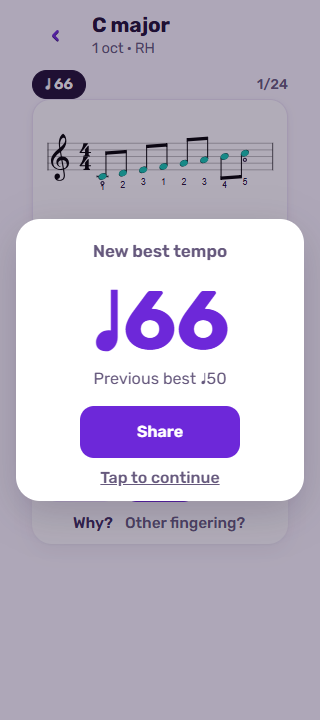 C major
1 oct • RH
♩66
1/24
4
4
2 3 1 2 3 4 5
New best tempo
♩66
Previous best ♩50
Share
Tap to continue
Why? Other fingering?